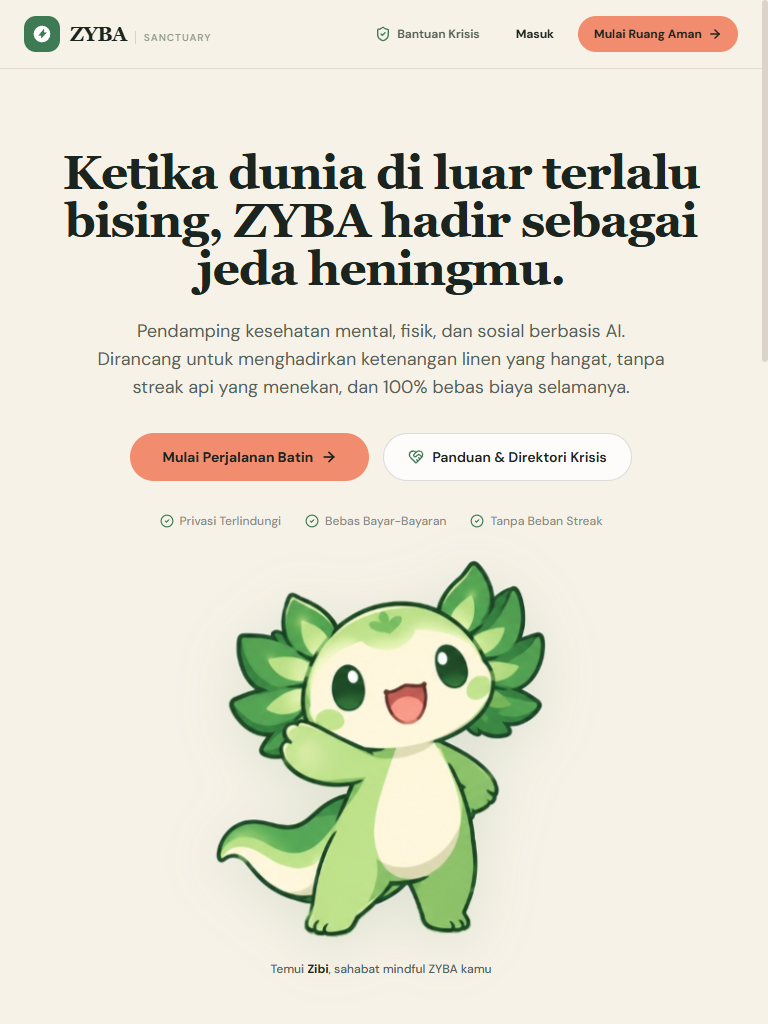 ZYBA SANCTUARY
Bantuan Krisis
Masuk
Mulai Ruang Aman
Ketika dunia di luar terlalu
bising, ZYBA hadir sebagai
jeda heningmu.
Pendamping kesehatan mental, fisik, dan sosial berbasis AI.
Dirancang untuk menghadirkan ketenangan linen yang hangat, tanpa
streak api yang menekan, dan 100% bebas biaya selamanya.
Mulai Perjalanan Batin
Panduan & Direktori Krisis
Privasi Terlindungi
Bebas Bayar-Bayaran
Tanpa Beban Streak
Temui Zibi, sahabat mindful ZYBA kamu